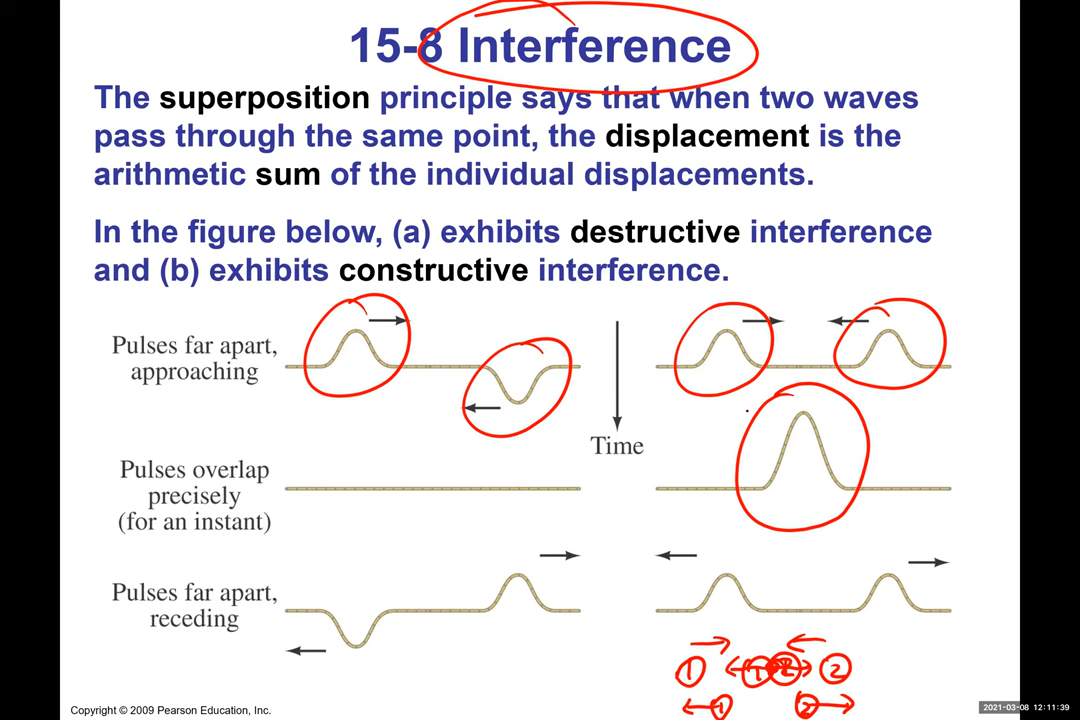 15-8 Interference
The superposition principle says that when two waves
pass through the same point, the displacement is the
arithmetic sum of the individual displacements.
In the figure below, (a) exhibits destructive interference
and (b) exhibits constructive interference.
Pulses far apart,
approaching
Time
Pulses overlap
precisely
(for an instant)
Pulses far apart,
receding
1 1 2 2
1 2
Copyright © 2009 Pearson Education, Inc.
2021-03-08 12:11:39